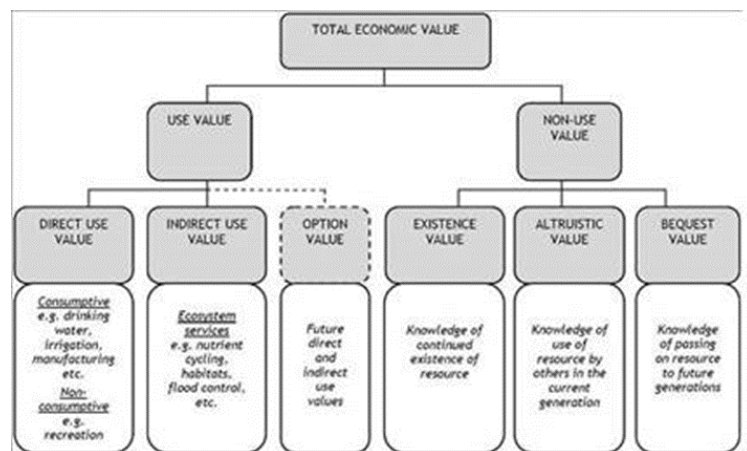 TOTAL ECONOMIC VALUE
USE VALUE
NON-USE
VALUE
DIRECT USE
VALUE
INDIRECT USE
VALUE
OPTION
VALUE
EXISTENCE
VALUE
ALTRUISTIC
VALUE
BEQUEST
VALUE
Consumptive
e.g. drinking
water,
irrigation,
manufacturing
etc.
Non-
consumptive
e.g.
recreation
Ecosystem
services
e.g. nutrient
cycling,
habitats,
flood control,
etc.
Future
direct
and
indirect
use
values
Knowledge of
continued
existence of
resource
Knowledge of
use of
resource by
others in the
current
generation
Knowledge
of passing
on resource
to future
generations